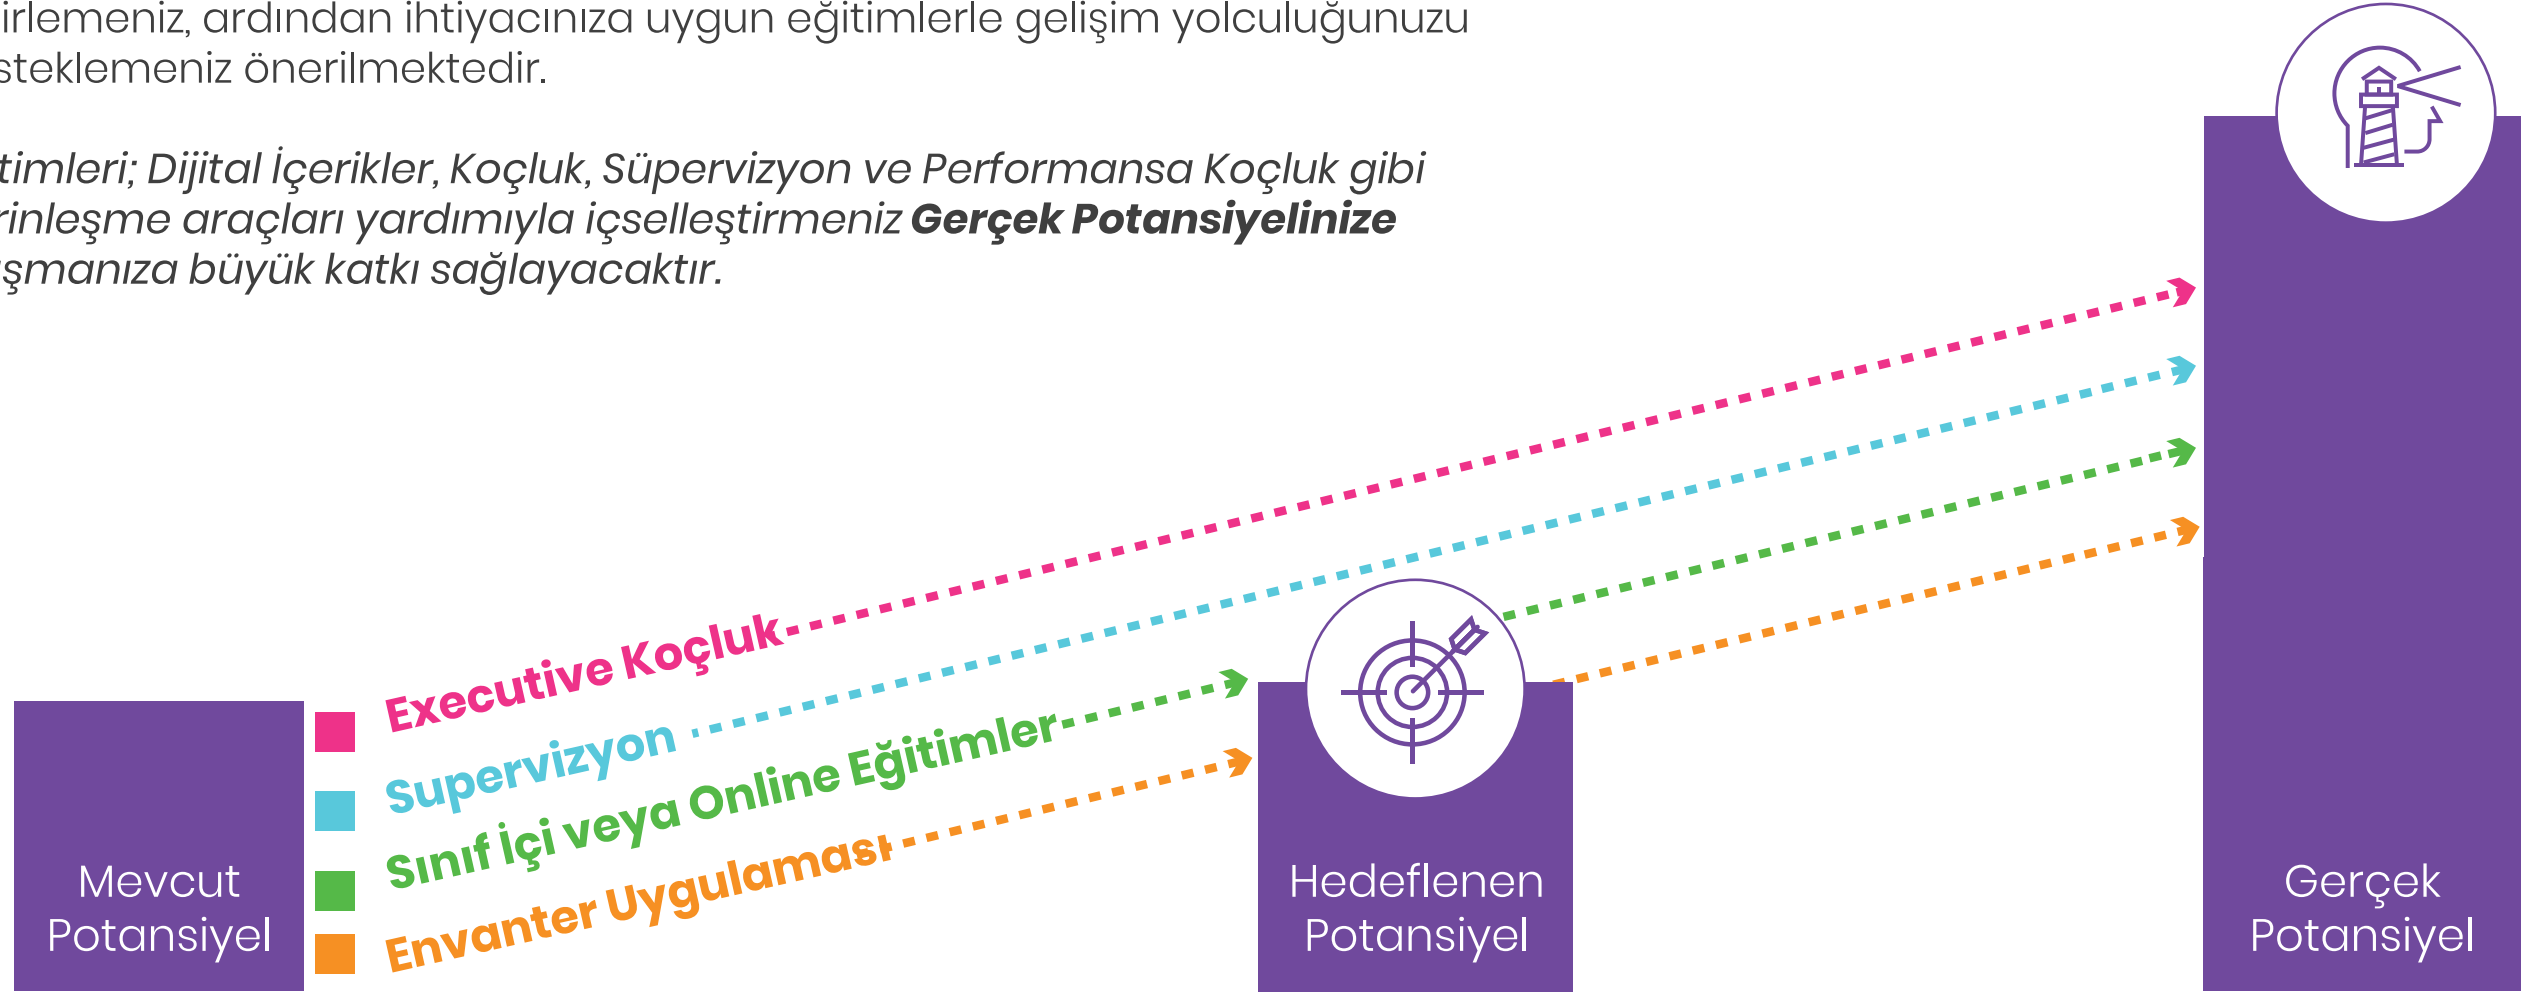 irlemeniz, ardından ihtiyacınıza uygun eğitimlerle gelişim yolculuğunuzu
steklemeniz önerilmektedir.
timleri; Dijital İçerikler, Koçluk, Süpervizyon ve Performansa Koçluk gibi
rinleşme araçları yardımıyla içselleştirmeniz Gerçek Potansiyelinize
şmanıza büyük katkı sağlayacaktır.
Executive Koçluk
Supervizyon
Sınıf İçi veya Online Eğitimler
Envanter Uygulaması
Mevcut
Potansiyel
Hedeflenen
Potansiyel
Gerçek
Potansiyel